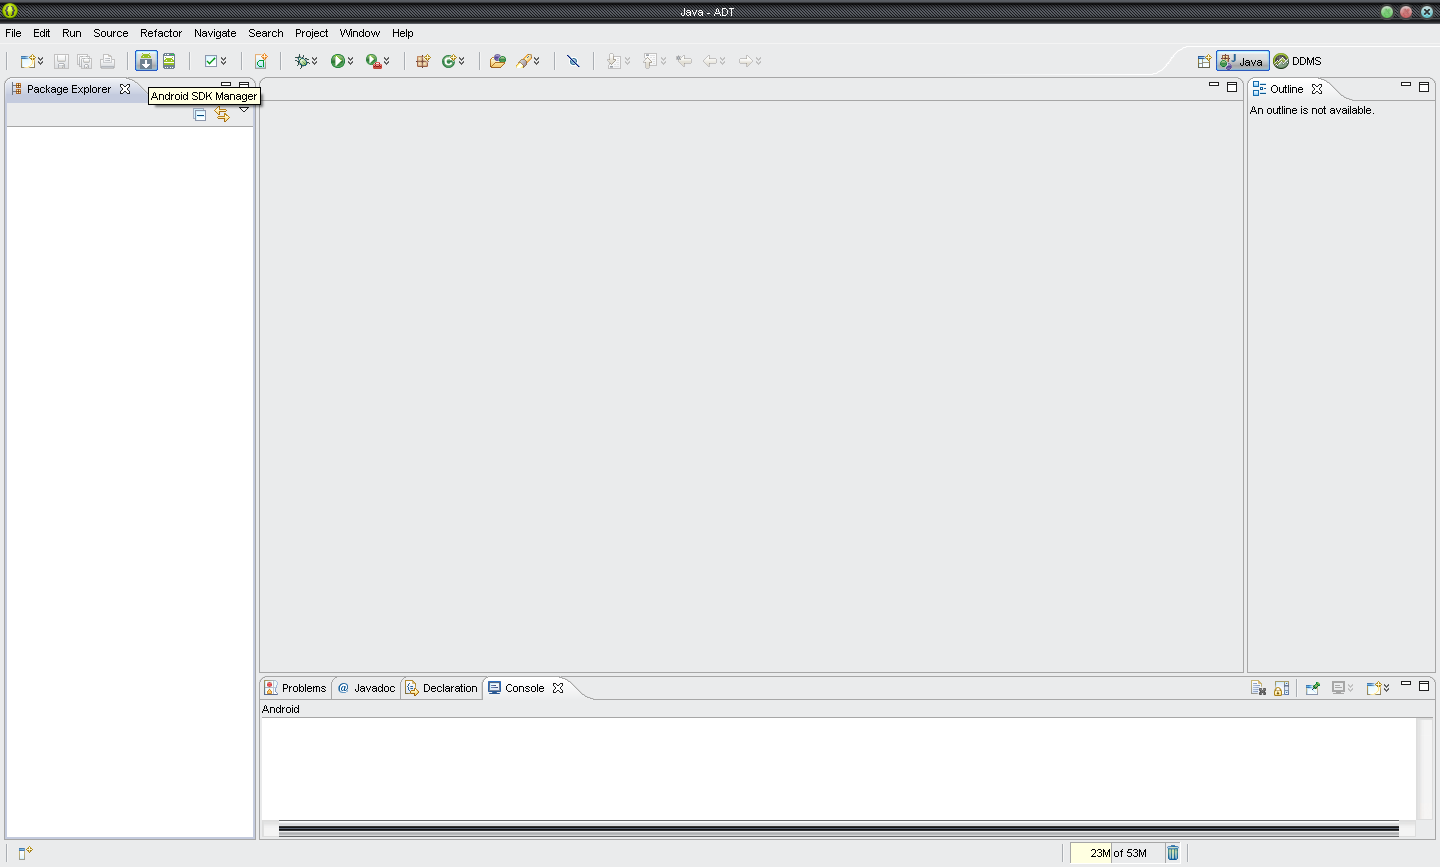 Java - ADT
File Edit Run Source Refactor Navigate Search Project Window Help
Java DDMS
Package Explorer
Android SDK Manager
Outline
An outline is not available.
Problems @ Javadoc Declaration Console
Android
23M of 53M